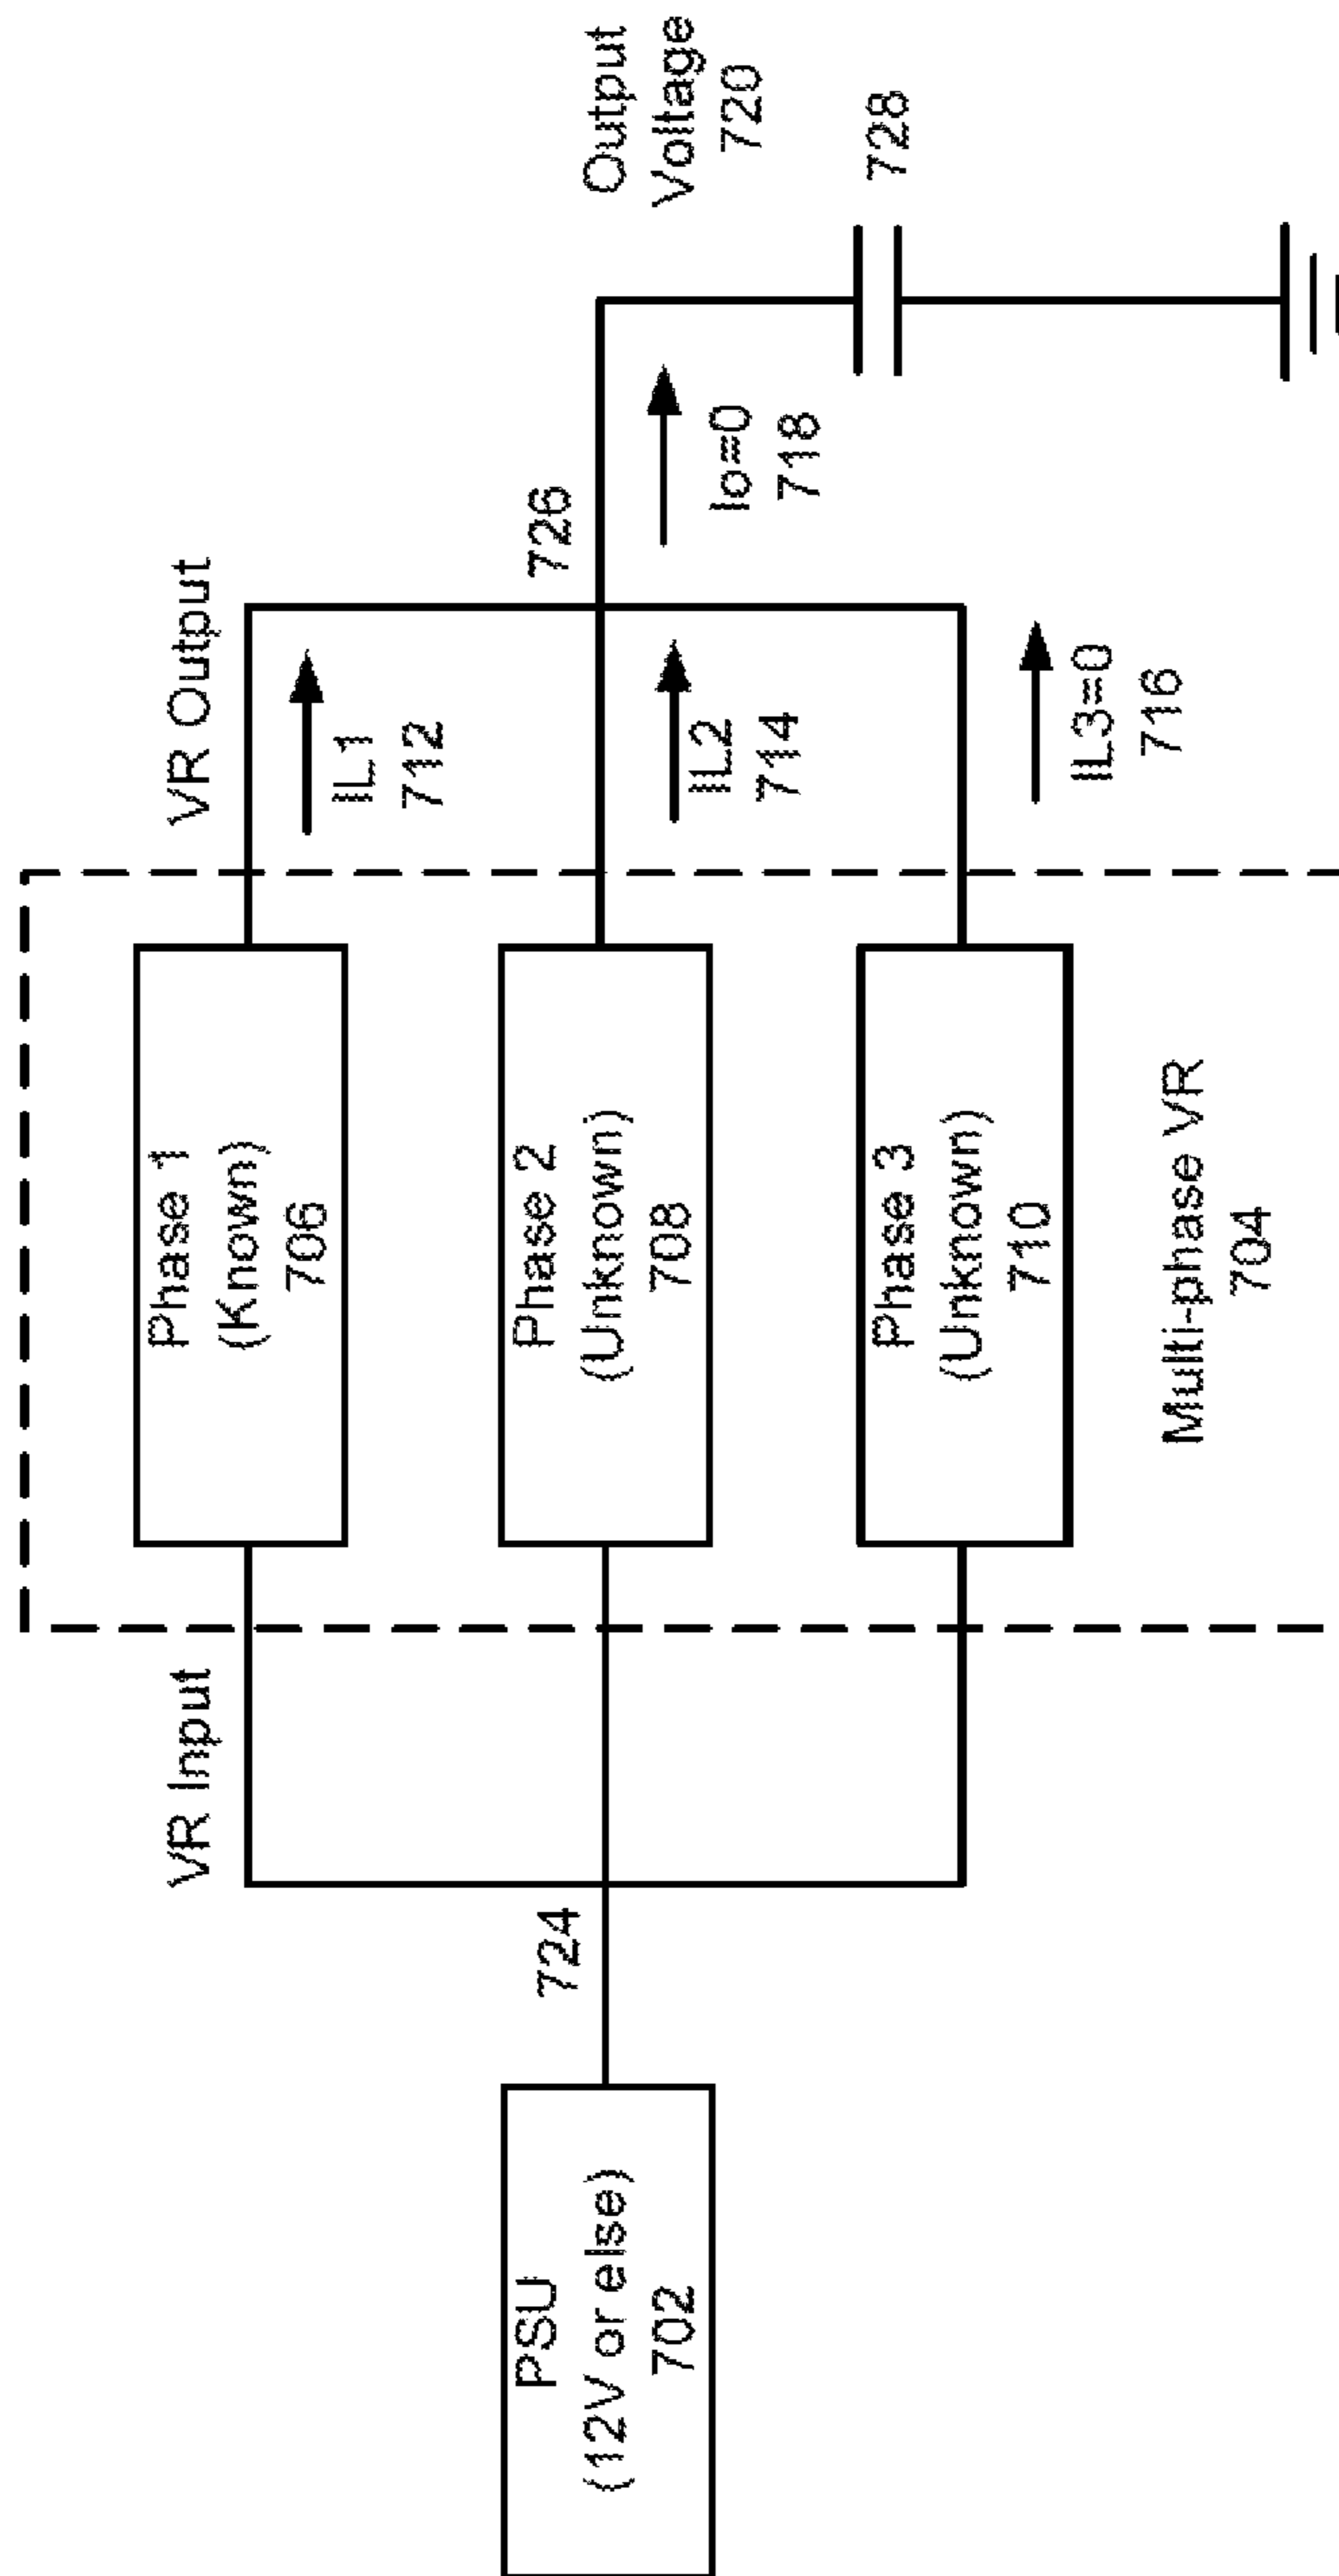 PSU
(12V or else)
702
724
VR Input
Phase 1
(Known)
706
Phase 2
(Unknown)
708
Phase 3
(Unknown)
710
Multi-phase VR
704
VR Output
IL1
712
IL2
714
IL3=0
716
726
Io=0
718
Output
Voltage
720
728